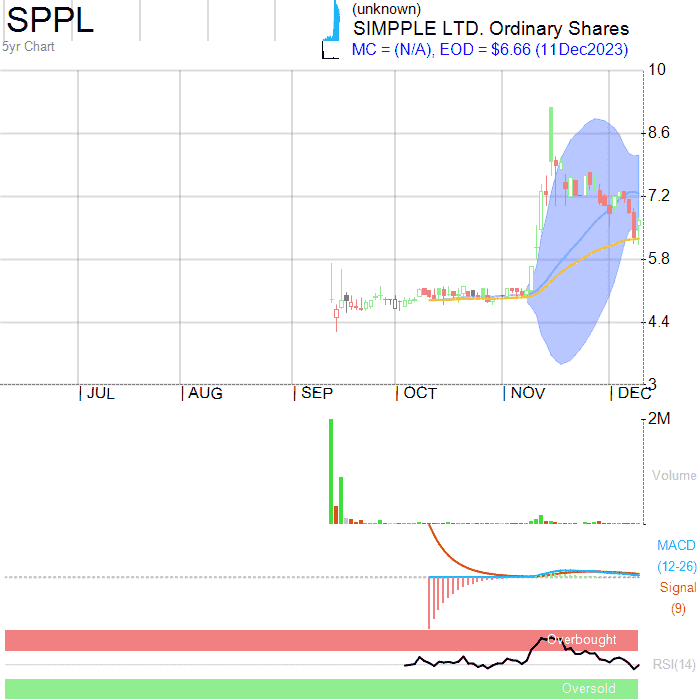 SPPL
(unknown)
SIMPPLE LTD. Ordinary Shares
5yr Chart
MC = (N/A), EOD = $6.66 (11Dec2023)
10
8.6
7.2
5.8
4.4
3
JUL AUG SEP OCT NOV DEC
2M
Volume
MACD
(12-26)
Signal
(9)
Overbought
RSI(14)
Oversold